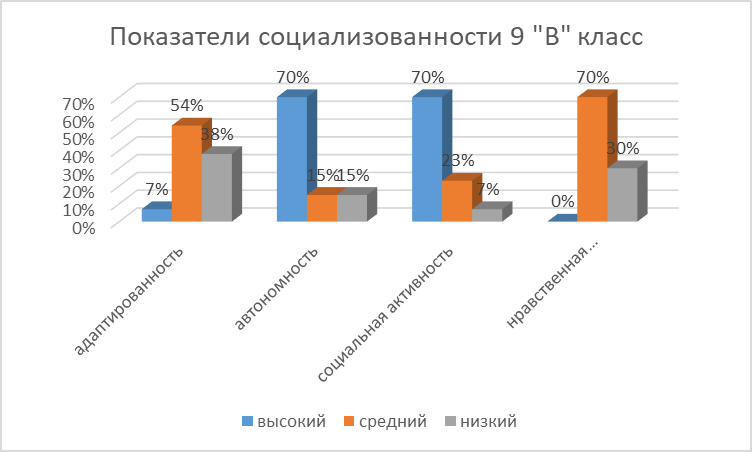 Показатели социализованности 9 "В" класс
70%
60%
50%
40%
30%
20%
10%
0%
7%
54%
38%
70%
15%
15%
70%
23%
7%
0%
70%
30%
адаптированность
автономность
социальная активность
нравственная...
высокий
средний
низкий